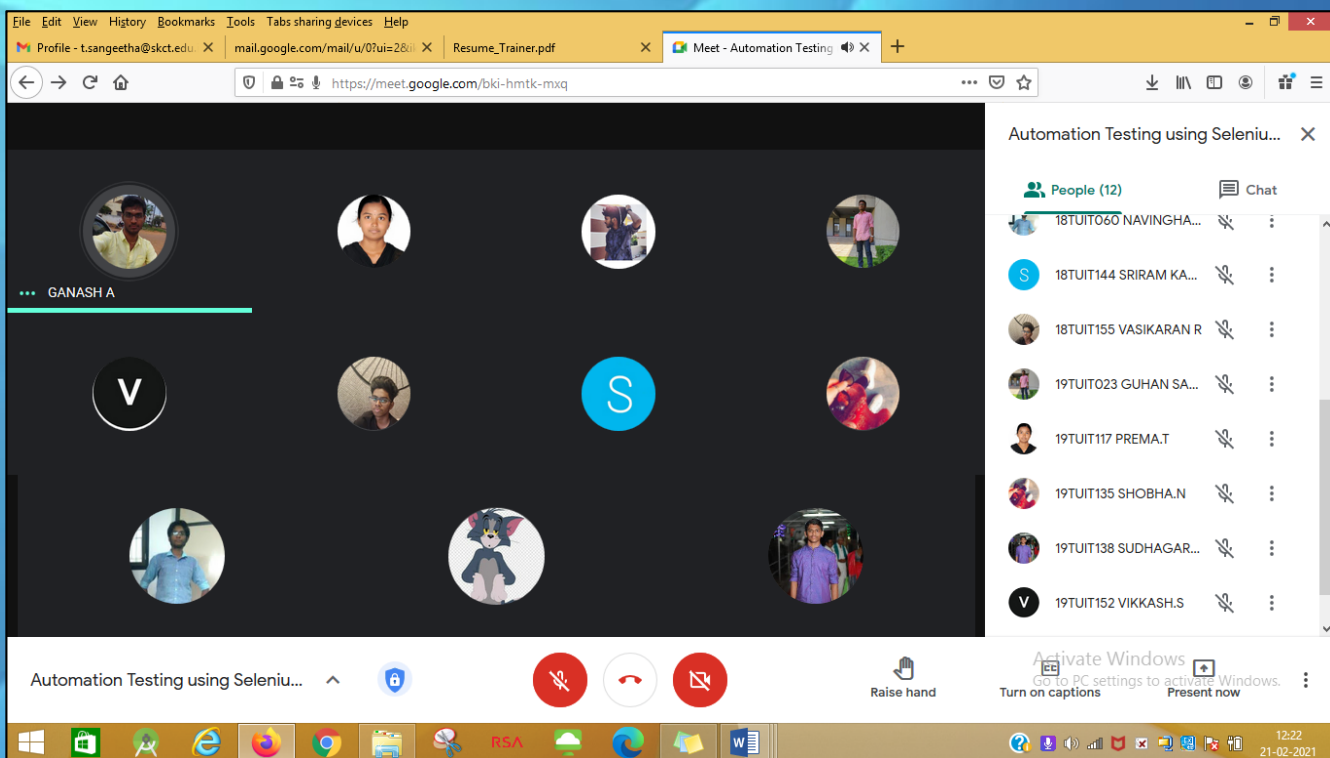 File Edit View History Bookmarks Tools Tabs sharing devices Help
Profile - t.sangeetha@skct.edu. mail.google.com/mail/u/0?ui=2&ik Resume_Trainer.pdf Meet - Automation Testing
https://meet.google.com/bki-hmtk-mxq
Automation Testing using Seleniu...
People (12) Chat
GANASH A
V
S
18TUIT060 NAVINGHA...
S 18TUIT144 SRIRAM KA...
18TUIT155 VASIKARAN R
19TUIT023 GUHAN SA...
19TUIT117 PREMA.T
19TUIT135 SHOBHA.N
19TUIT138 SUDHAGAR...
V 19TUIT152 VIKKASH.S
Automation Testing using Seleniu...
Raise hand
CC
Turn on captions
Present now
Activate Windows
Go to PC settings to activate Windows.
RSA
12:22
21-02-2021